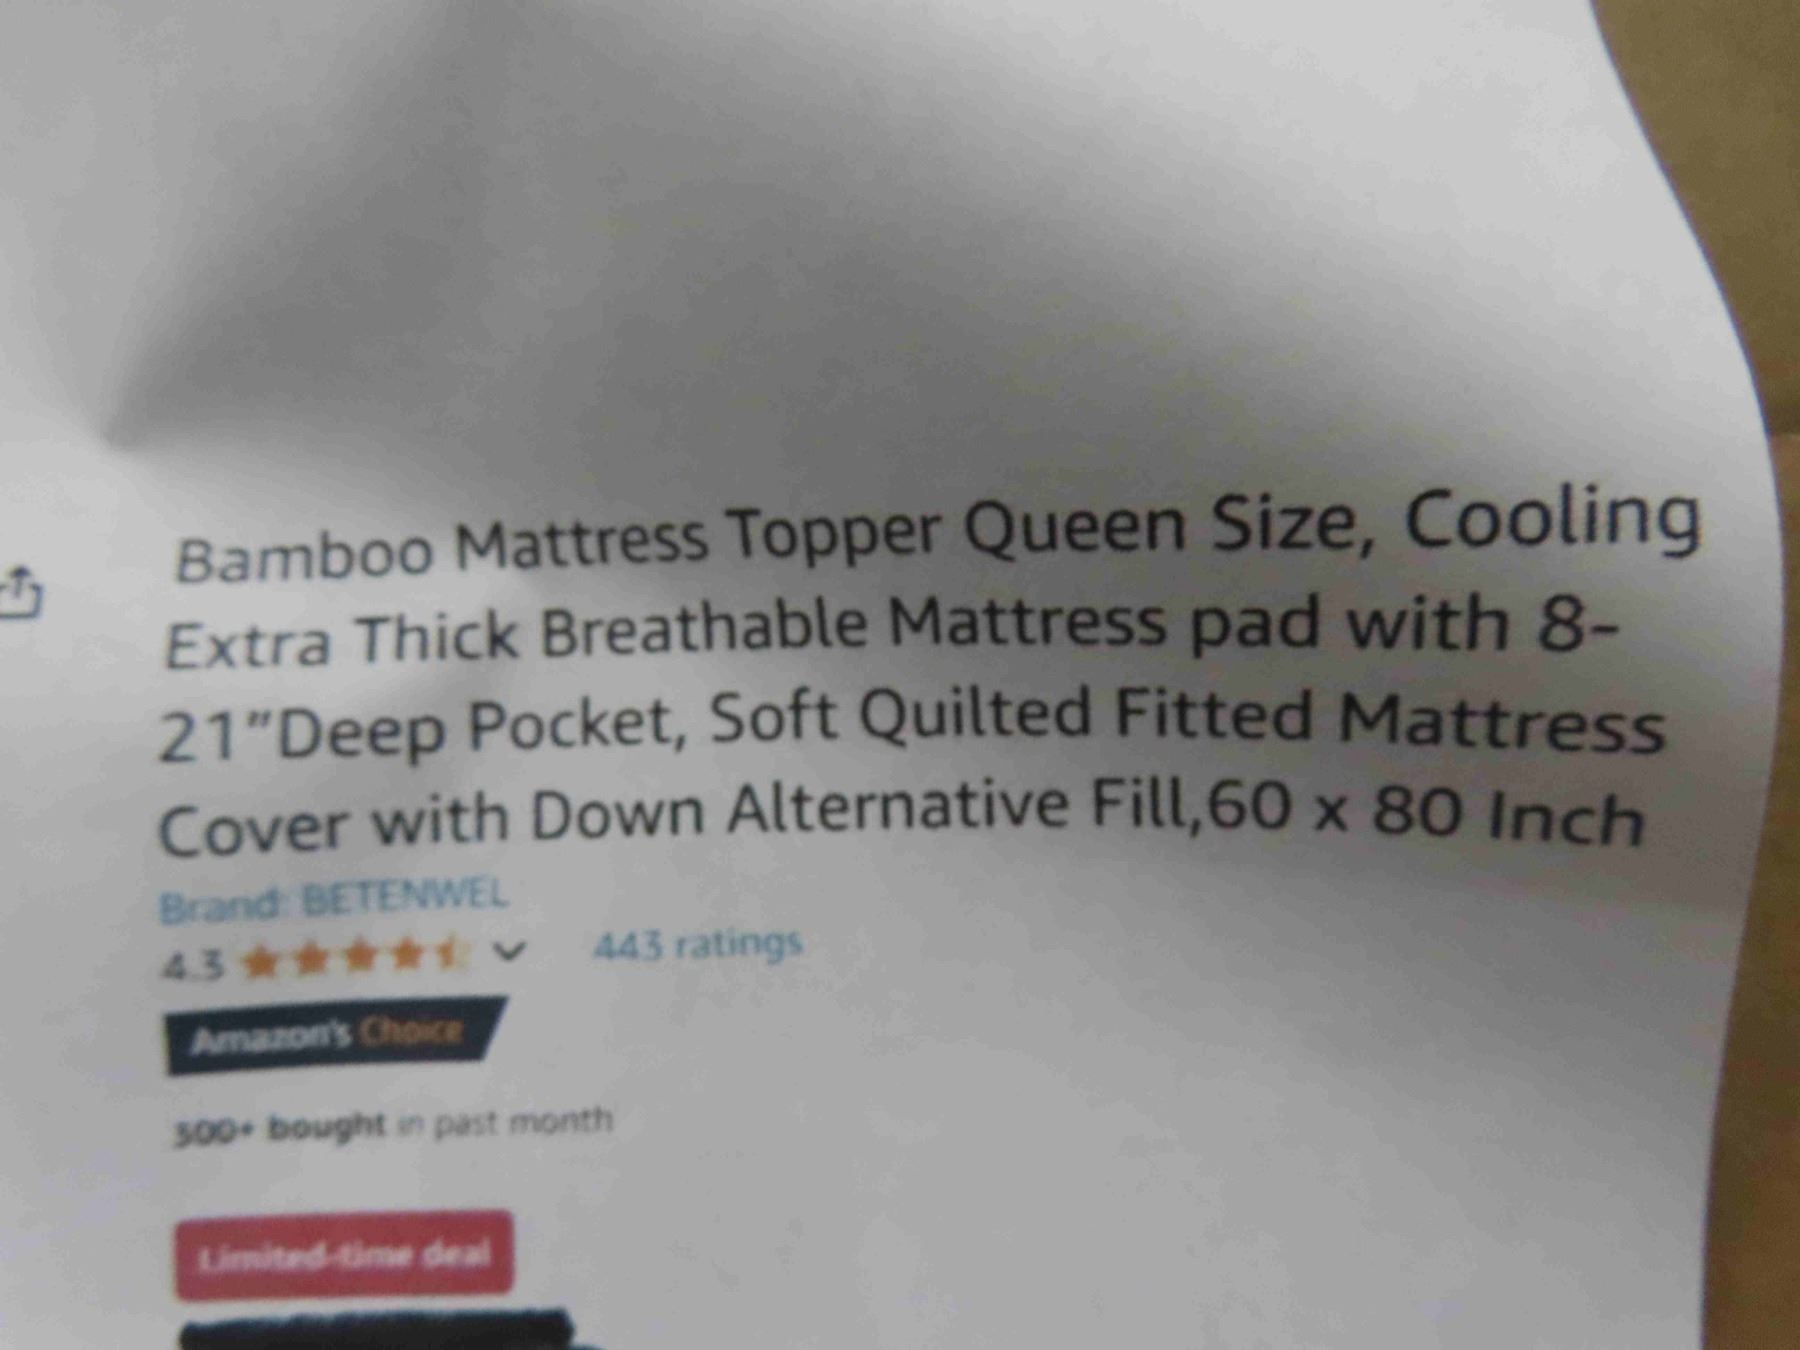 Bamboo Mattress Topper Queen Size, Cooling
Extra Thick Breathable Mattress pad with 8-
21"Deep Pocket, Soft Quilted Fitted Mattress
Cover with Down Alternative Fill,60 x 80 Inch
Brand: BETENWEL
4.3 443 ratings
Amazon's Choice
500+ bought in past month
Limited-time deal